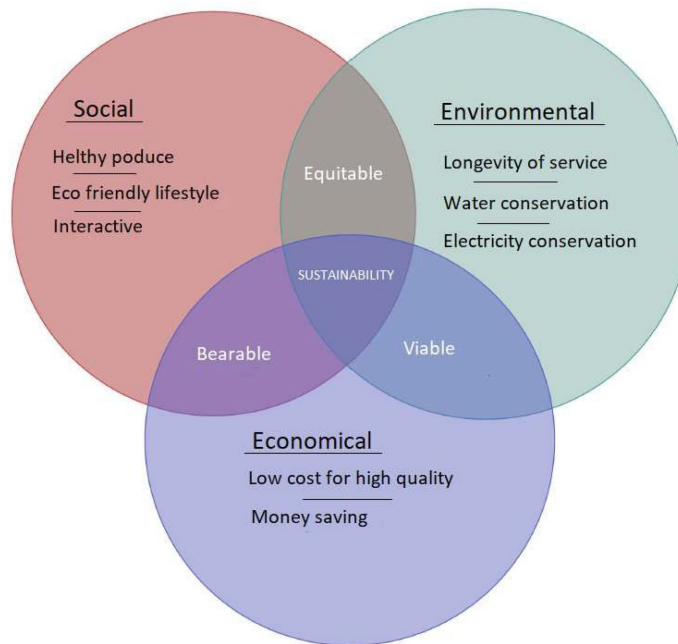 Social
Helthy poduce
Eco friendly lifestyle
Interactive
Environmental
Longevity of service
Water conservation
Electricity conservation
Equitable
SUSTAINABILITY
Bearable
Viable
Economical
Low cost for high quality
Money saving